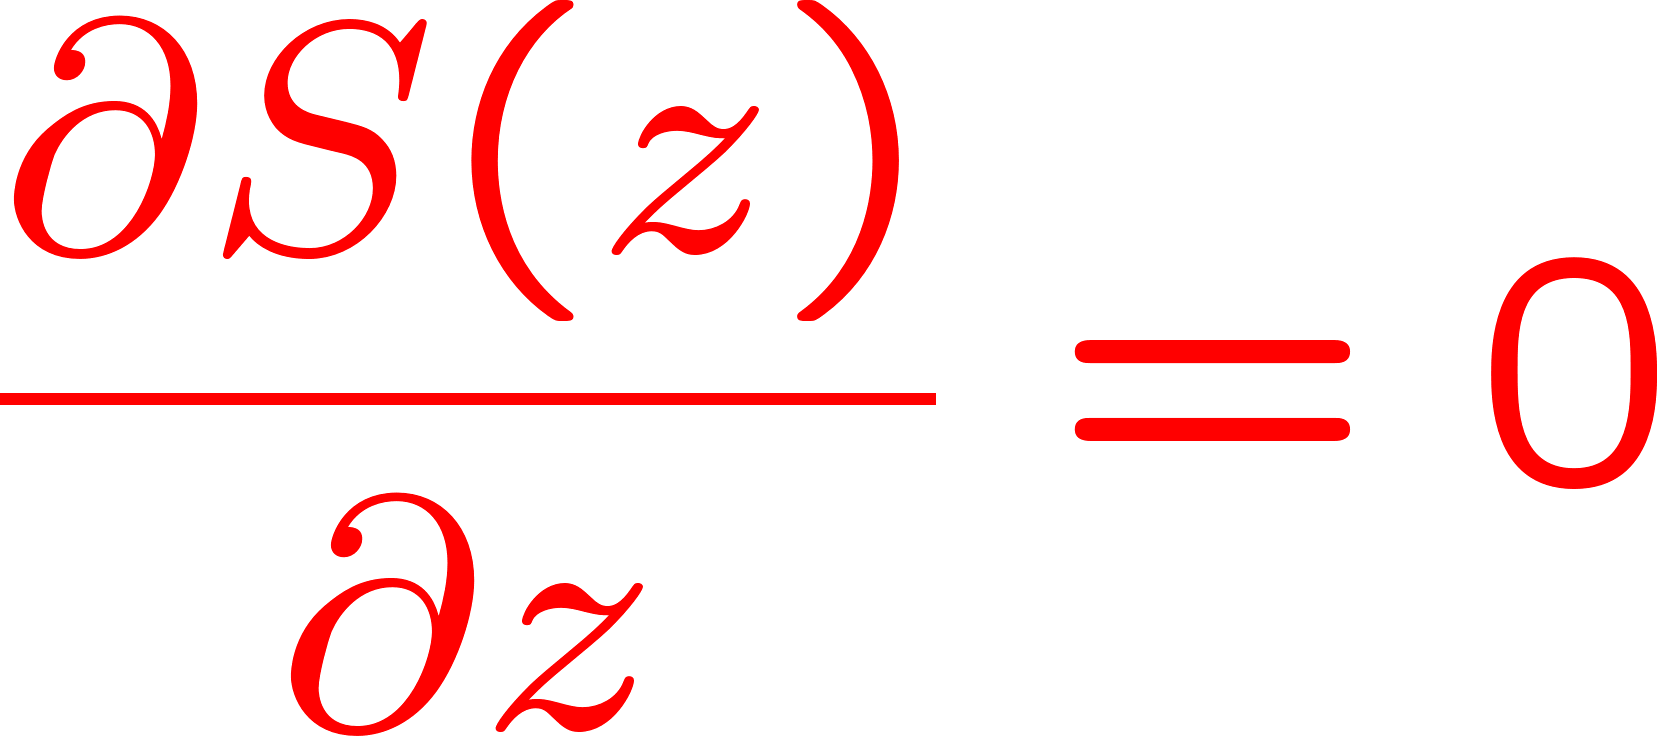 ∂S(z)
∂z
= 0